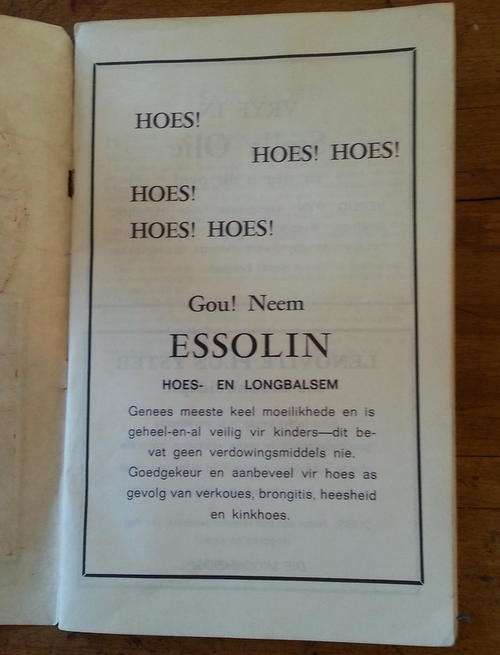 HOES!
HOES! HOES!
HOES!
HOES! HOES!
Gou! Neem
ESSOLIN
HOES- EN LONGBALSEM
Genees meeste keel moeilikhede en is
geheel-en-al veilig vir kinders—dit be-
vat geen verdowingsmiddels nie.
Goedgekeur en aanbeveel vir hoes as
gevolg van verkoues, brongitis, heesheid
en kinkhoes.